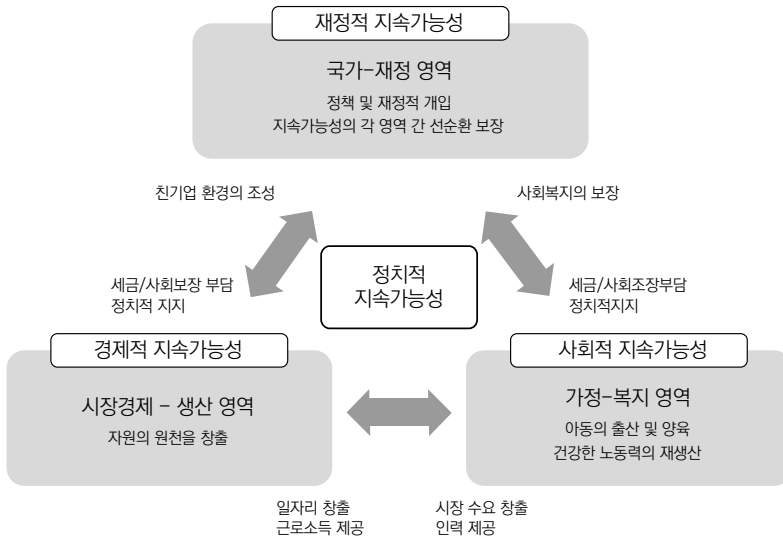 재정적 지속가능성
국가-재정 영역
정책 및 재정적 개입
지속가능성의 각 영역 간 선순환 보장
친기업 환경의 조성
사회복지의 보장
정치적
지속가능성
세금/사회보장 부담
정치적 지지
세금/사회조장부담
정치적지지
경제적 지속가능성
시장경제 - 생산 영역
자원의 원천을 창출
사회적 지속가능성
가정-복지 영역
아동의 출산 및 양육
건강한 노동력의 재생산
일자리 창출
근로소득 제공
시장 수요 창출
인력 제공